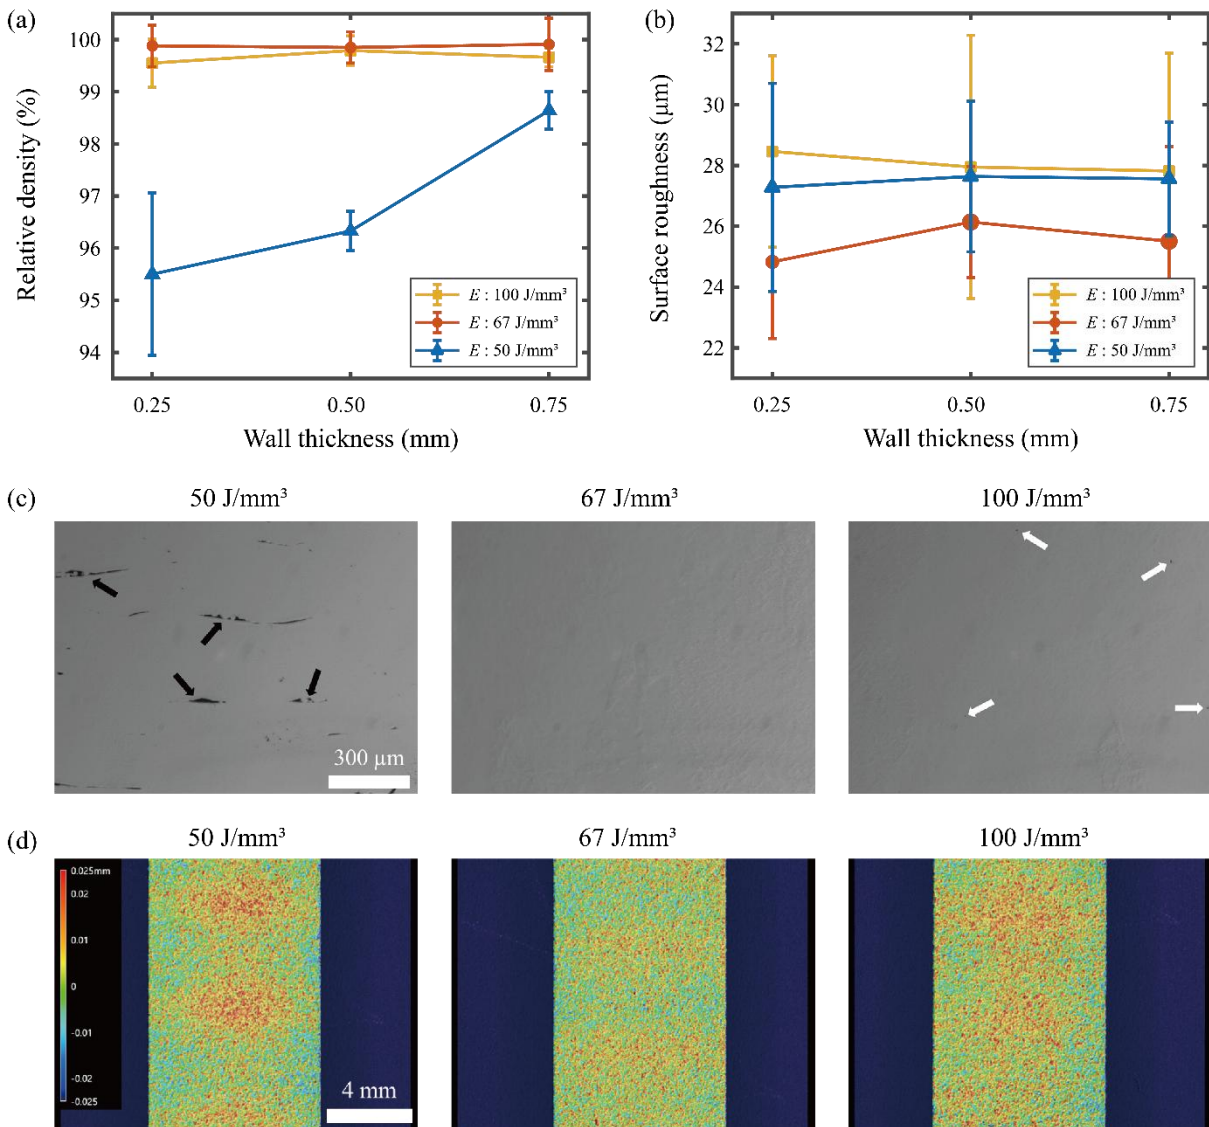 (a)
100
99
98
97
96
95
94
Relative density (%)
E : 100 J/mm³
E : 67 J/mm³
E : 50 J/mm³
0.25
0.50
0.75
Wall thickness (mm)
(b)
32
30
28
26
24
22
Surface roughness (µm)
E : 100 J/mm³
E : 67 J/mm³
E : 50 J/mm³
0.25
0.50
0.75
Wall thickness (mm)
(c)
50 J/mm³
67 J/mm³
100 J/mm³
300 µm
(d)
50 J/mm³
67 J/mm³
100 J/mm³
0.025mm
0.02
0.01
0
-0.01
-0.02
-0.025
4 mm